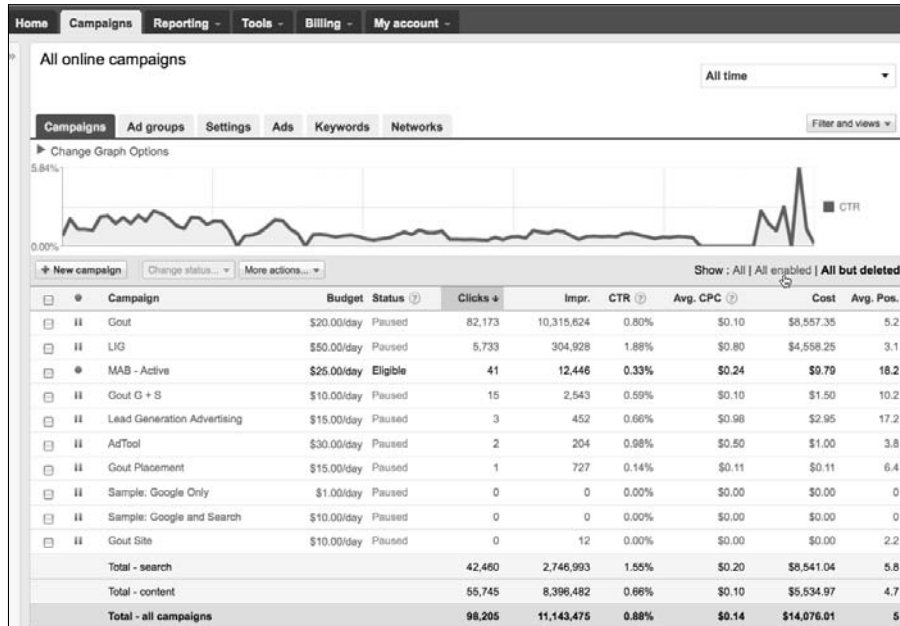 Home Campaigns Reporting Tools Billing My account
All online campaigns
All time
Campaigns Ad groups Settings Ads Keywords Networks Filter and views
Change Graph Options
5.84%
CTR
0.00%
+ New campaign Change status... More actions... Show : All | All enabled | All but deleted
Campaign Budget Status ? Clicks ↓ Impr. CTR ? Avg. CPC ? Cost Avg. Pos.
Gout $20.00/day Paused 82,173 10,315,624 0.80% $0.10 $8,557.35 5.2
LIG $50.00/day Paused 5,733 304,928 1.88% $0.80 $4,558.25 3.1
MAB - Active $25.00/day Eligible 41 12,446 0.33% $0.24 $9.79 18.2
Gout G + S $10.00/day Paused 15 2,543 0.59% $0.10 $1.50 10.2
Lead Generation Advertising $15.00/day Paused 3 452 0.66% $0.98 $2.95 17.2
AdTool $30.00/day Paused 2 204 0.98% $0.50 $1.00 3.8
Gout Placement $15.00/day Paused 1 727 0.14% $0.11 $0.11 6.4
Sample: Google Only $1.00/day Paused 0 0 0.00% $0.00 $0.00 0
Sample: Google and Search $10.00/day Paused 0 0 0.00% $0.00 $0.00 0
Gout Site $10.00/day Paused 0 12 0.00% $0.00 $0.00 2.2
Total - search 42,460 2,746,993 1.55% $0.20 $8,541.04 5.8
Total - content 55,745 8,396,482 0.66% $0.10 $5,534.97 4.7
Total - all campaigns 98,205 11,143,475 0.88% $0.14 $14,076.01 5